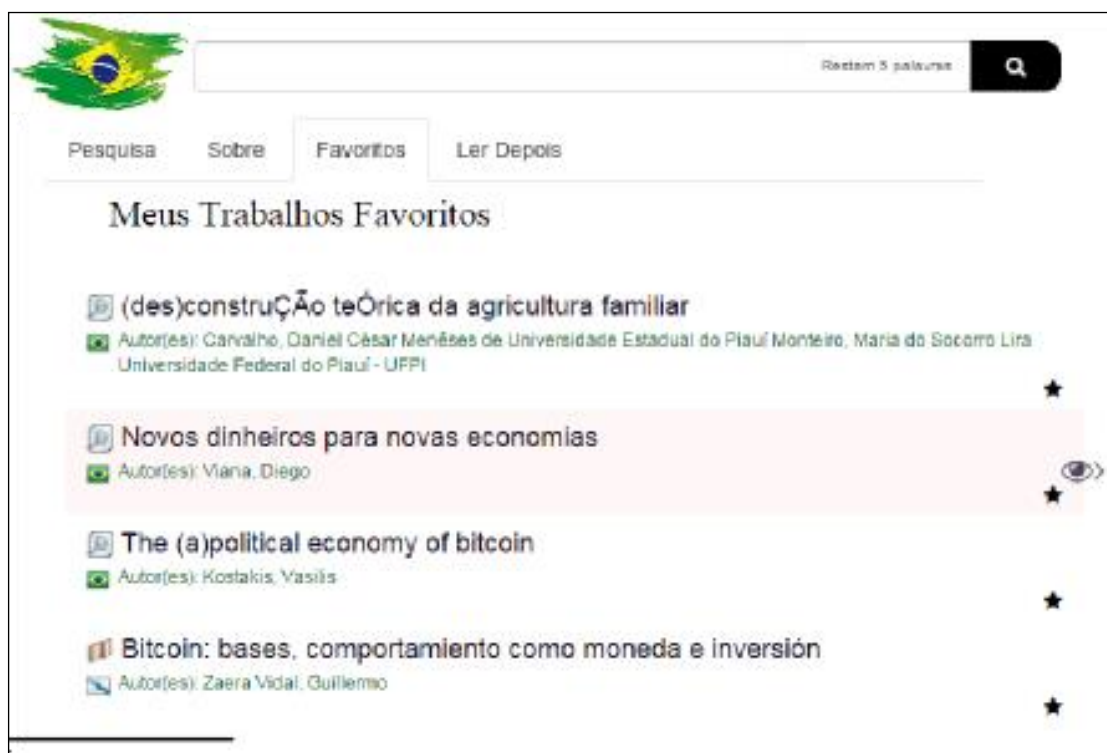 Restam 5 palavras
Pesquisa Sobre Favoritos Ler Depois
Meus Trabalhos Favoritos
(des)construÇÃo teÓrica da agricultura familiar
Autor(es): Carvalho, Daniel César Menêses de Universidade Estadual do Piauí Monteiro, Maria do Socorro Lira
Universidade Federal do Piauí - UFPI
Novos dinheiros para novas economias
Autor(es): Viana, Diego
The (a)political economy of bitcoin
Autor(es): Kostakis, Vasilis
Bitcoin: bases, comportamiento como moneda e inversión
Autor(es): Zaera Vidal, Guillermo